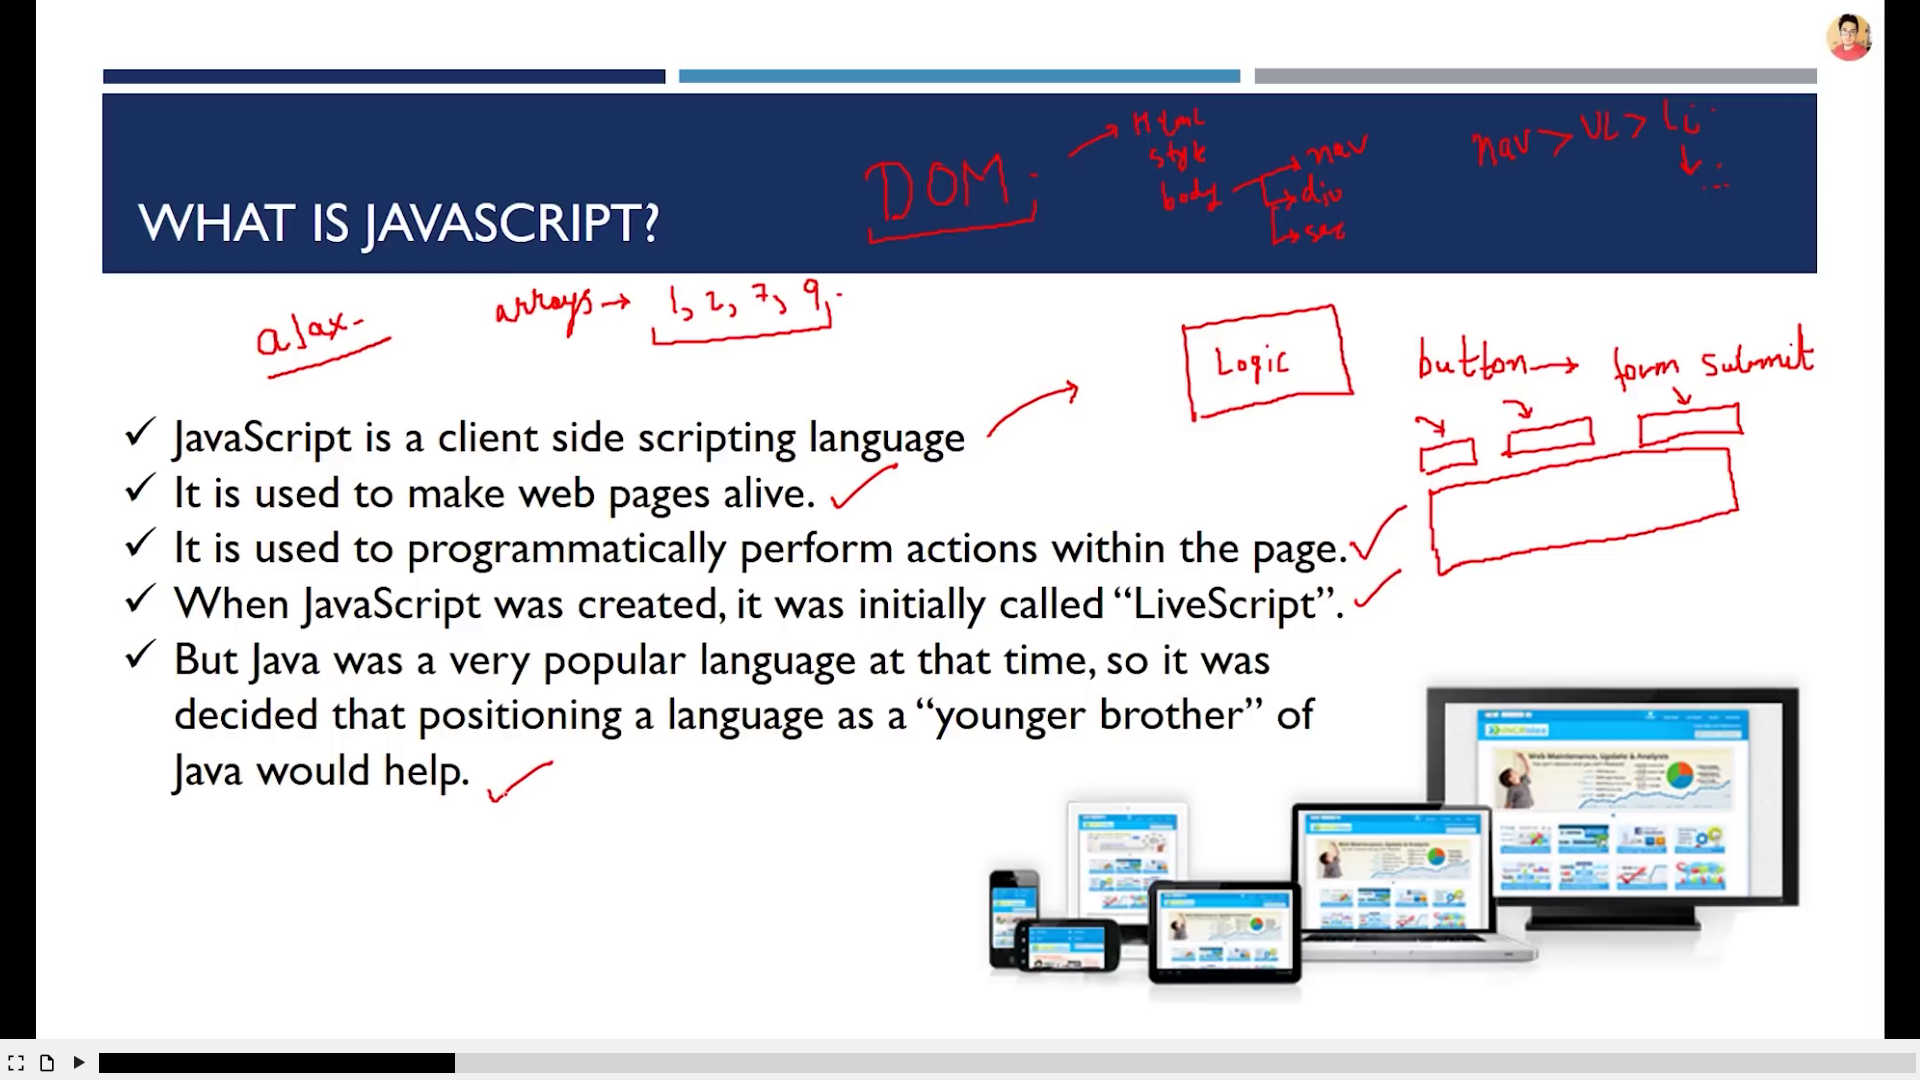 Html
style
nav > UL > Li
nav
DOM
body
div
sec
WHAT IS JAVASCRIPT?
arrays → 1, 2, 7, 9,
aJax
Logic
button → form submit
JavaScript is a client side scripting language
It is used to make web pages alive.
It is used to programmatically perform actions within the page.
When JavaScript was created, it was initially called “LiveScript”.
But Java was a very popular language at that time, so it was
decided that positioning a language as a “younger brother” of
Java would help.
Web Maintenance, Update & Analysis